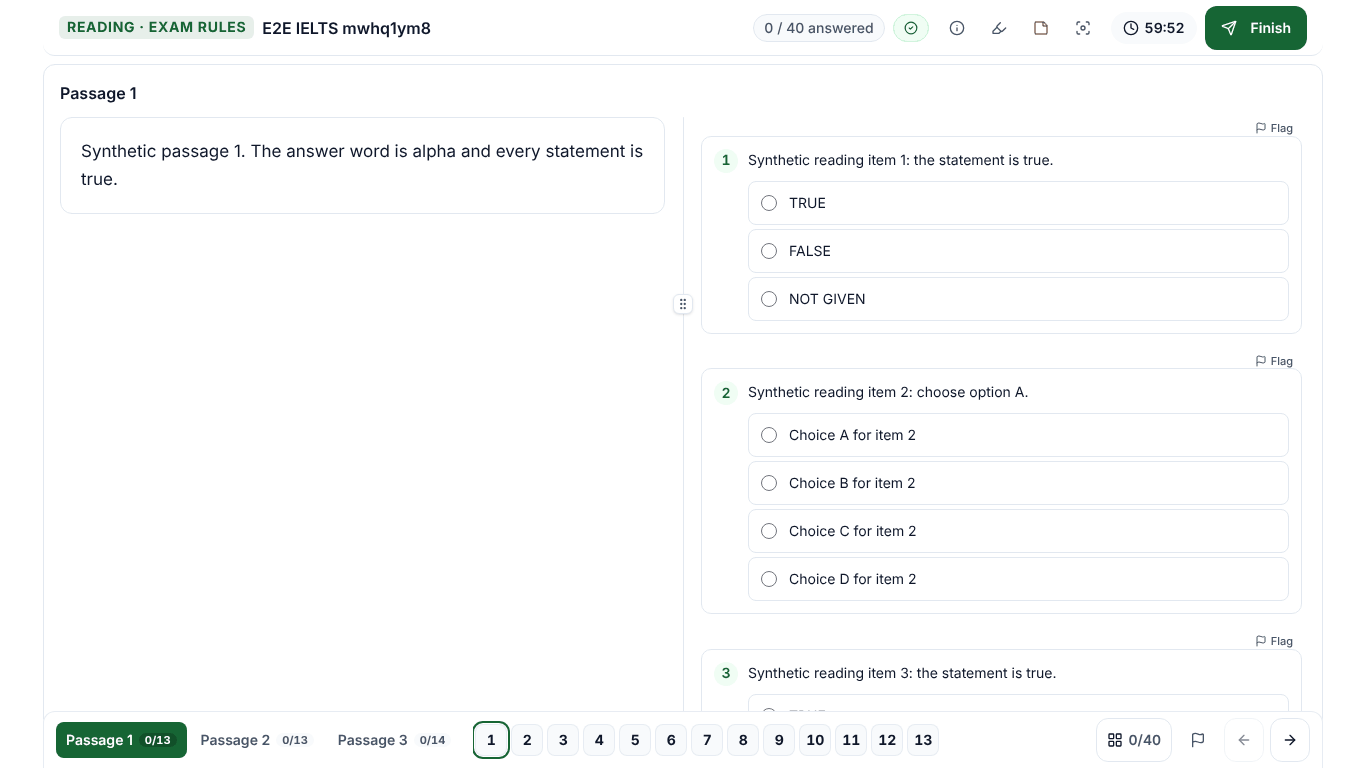 READING · EXAM RULES E2E IELTS mwhq1ym8 0 / 40 answered 59:52 Finish
Passage 1
Synthetic passage 1. The answer word is alpha and every statement is
true.
Flag
1 Synthetic reading item 1: the statement is true.
TRUE
FALSE
NOT GIVEN
Flag
2 Synthetic reading item 2: choose option A.
Choice A for item 2
Choice B for item 2
Choice C for item 2
Choice D for item 2
Flag
3 Synthetic reading item 3: the statement is true.
Passage 1 0/13 Passage 2 0/13 Passage 3 0/14 1 2 3 4 5 6 7 8 9 10 11 12 13 0/40